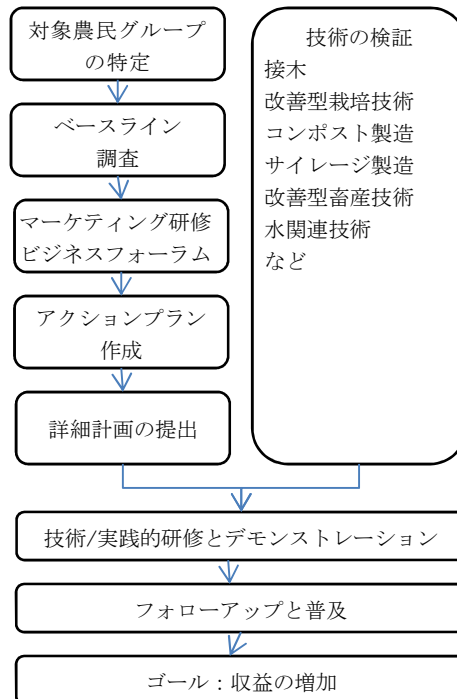 対象農民グループ
の特定
ベースライン
調査
マーケティング研修
ビジネスフォーラム
アクションプラン
作成
詳細計画の提出
技術の検証
接木
改善型栽培技術
コンポスト製造
サイレージ製造
改善型畜産技術
水関連技術
など
技術/実践的研修とデモンストレーション
フォローアップと普及
ゴール：収益の増加